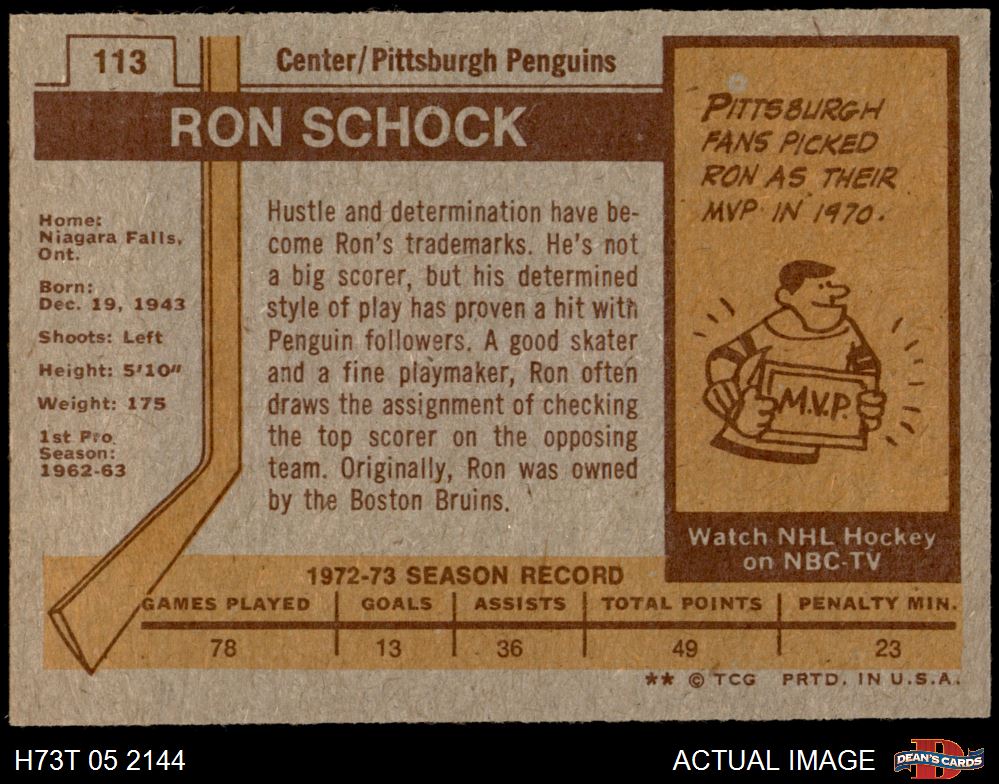 113
Center/Pittsburgh Penguins
RON SCHOCK
Home:
Niagara Falls,
Ont.
Born:
Dec. 19, 1943
Shoots: Left
Height: 5'10"
Weight: 175
1st Pro
Season:
1962-63
Hustle and determination have be-
come Ron's trademarks. He's not
a big scorer, but his determined
style of play has proven a hit with
Penguin followers. A good skater
and a fine playmaker, Ron often
draws the assignment of checking
the top scorer on the opposing
team. Originally, Ron was owned
by the Boston Bruins.
PITTSBURGH
FANS PICKED
RON AS THEIR
MVP IN 1970.
M.V.P.
Watch NHL Hockey
on NBC-TV
1972-73 SEASON RECORD
GAMES PLAYED GOALS ASSISTS TOTAL POINTS PENALTY MIN.
78 13 36 49 23
** © TCG PRTD. IN U.S.A.
H73T 05 2144 ACTUAL IMAGE
D
DEAN'S CARDS